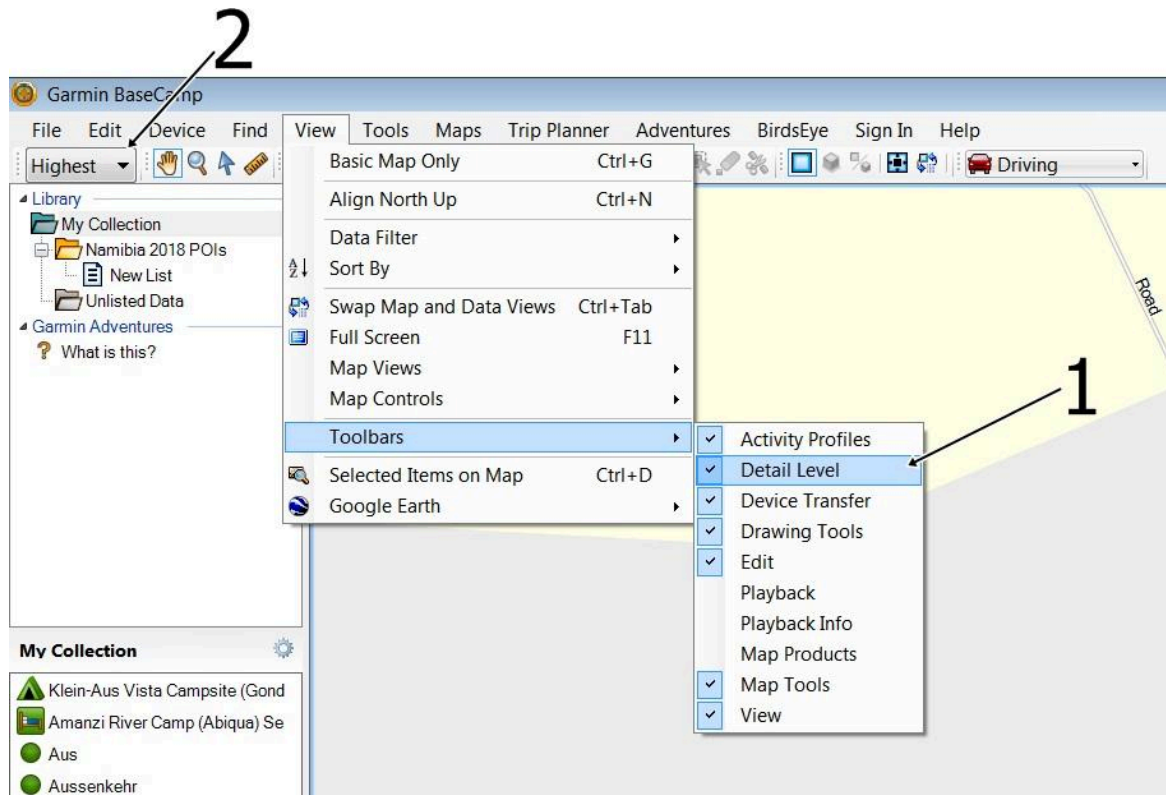 2
Garmin BaseCamp
File Edit Device Find View Tools Maps Trip Planner Adventures BirdsEye Sign In Help
Highest
Driving
Library
My Collection
Namibia 2018 POIs
New List
Unlisted Data
Garmin Adventures
? What is this?
Basic Map Only Ctrl+G
Align North Up Ctrl+N
Data Filter
A Z Sort By
Swap Map and Data Views Ctrl+Tab
Full Screen F11
Map Views
Map Controls
Toolbars
Selected Items on Map Ctrl+D
Google Earth
Road
1
Activity Profiles
Detail Level
Device Transfer
Drawing Tools
Edit
Playback
Playback Info
Map Products
Map Tools
View
My Collection
Klein-Aus Vista Campsite (Gond
Amanzi River Camp (Abiqua) Se
Aus
Aussenkehr